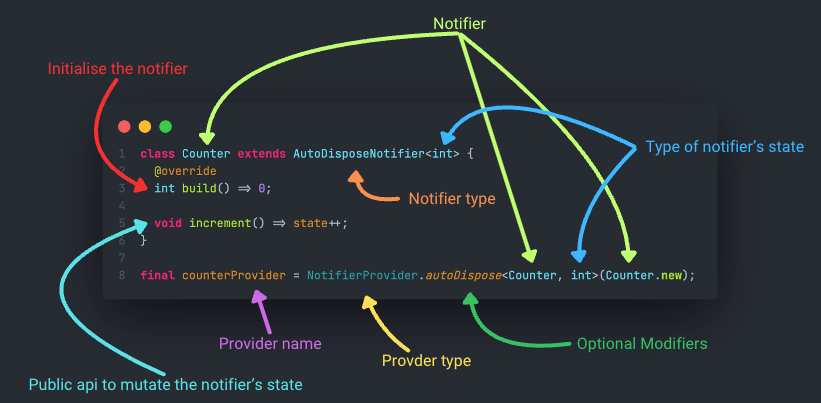 Notifier
Initialise the notifier
1 class Counter extends AutoDisposeNotifier<int> {
Type of notifier's state
2 @override
3 int build() => 0;
Notifier type
4
5 void increment() => state++;
6 }
7
8 final counterProvider = NotifierProvider.autoDispose<Counter, int>(Counter.new);
Provider name
Optional Modifiers
Provder type
Public api to mutate the notifier's state